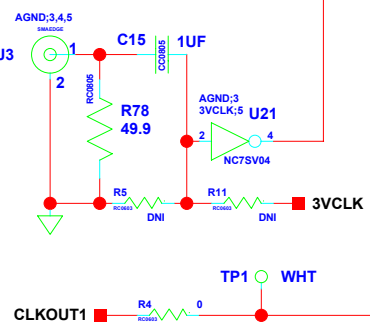 AGND;3,4,5
SMAEDGE
J3
1
2
C15
CC0805
1UF
RC0805
R78
49.9
AGND;3
3VCLK;5
U21
2
4
NC7SV04
R5
RC0603
DNI
R11
RC0603
DNI
3VCLK
TP1
WHT
CLKOUT1
R4
RC0603
0